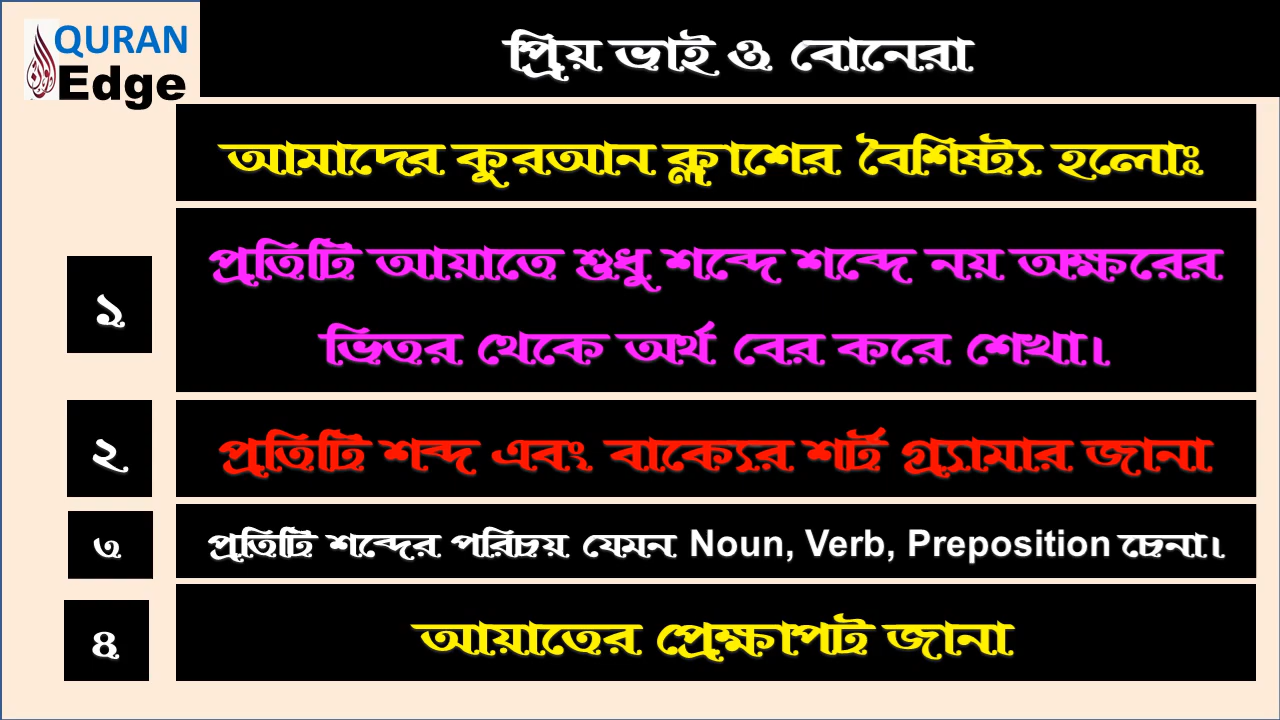 QURAN
Edge
প্রিয় ভাই ও বোনেরা
আমাদের কুরআন ক্লাশের বৈশিষ্ট্য হলোঃ
১
প্রতিটি আয়াতে শুধু শব্দে শব্দে নয় অক্ষরের
ভিতর থেকে অর্থ বের করে শেখা।
২
প্রতিটি শব্দ এবং বাক্যের শর্ট গ্র্যামার জানা
৩
প্রতিটি শব্দের পরিচয় যেমন Noun, Verb, Preposition চেনা।
৪
আয়াতের প্রেক্ষাপট জানা